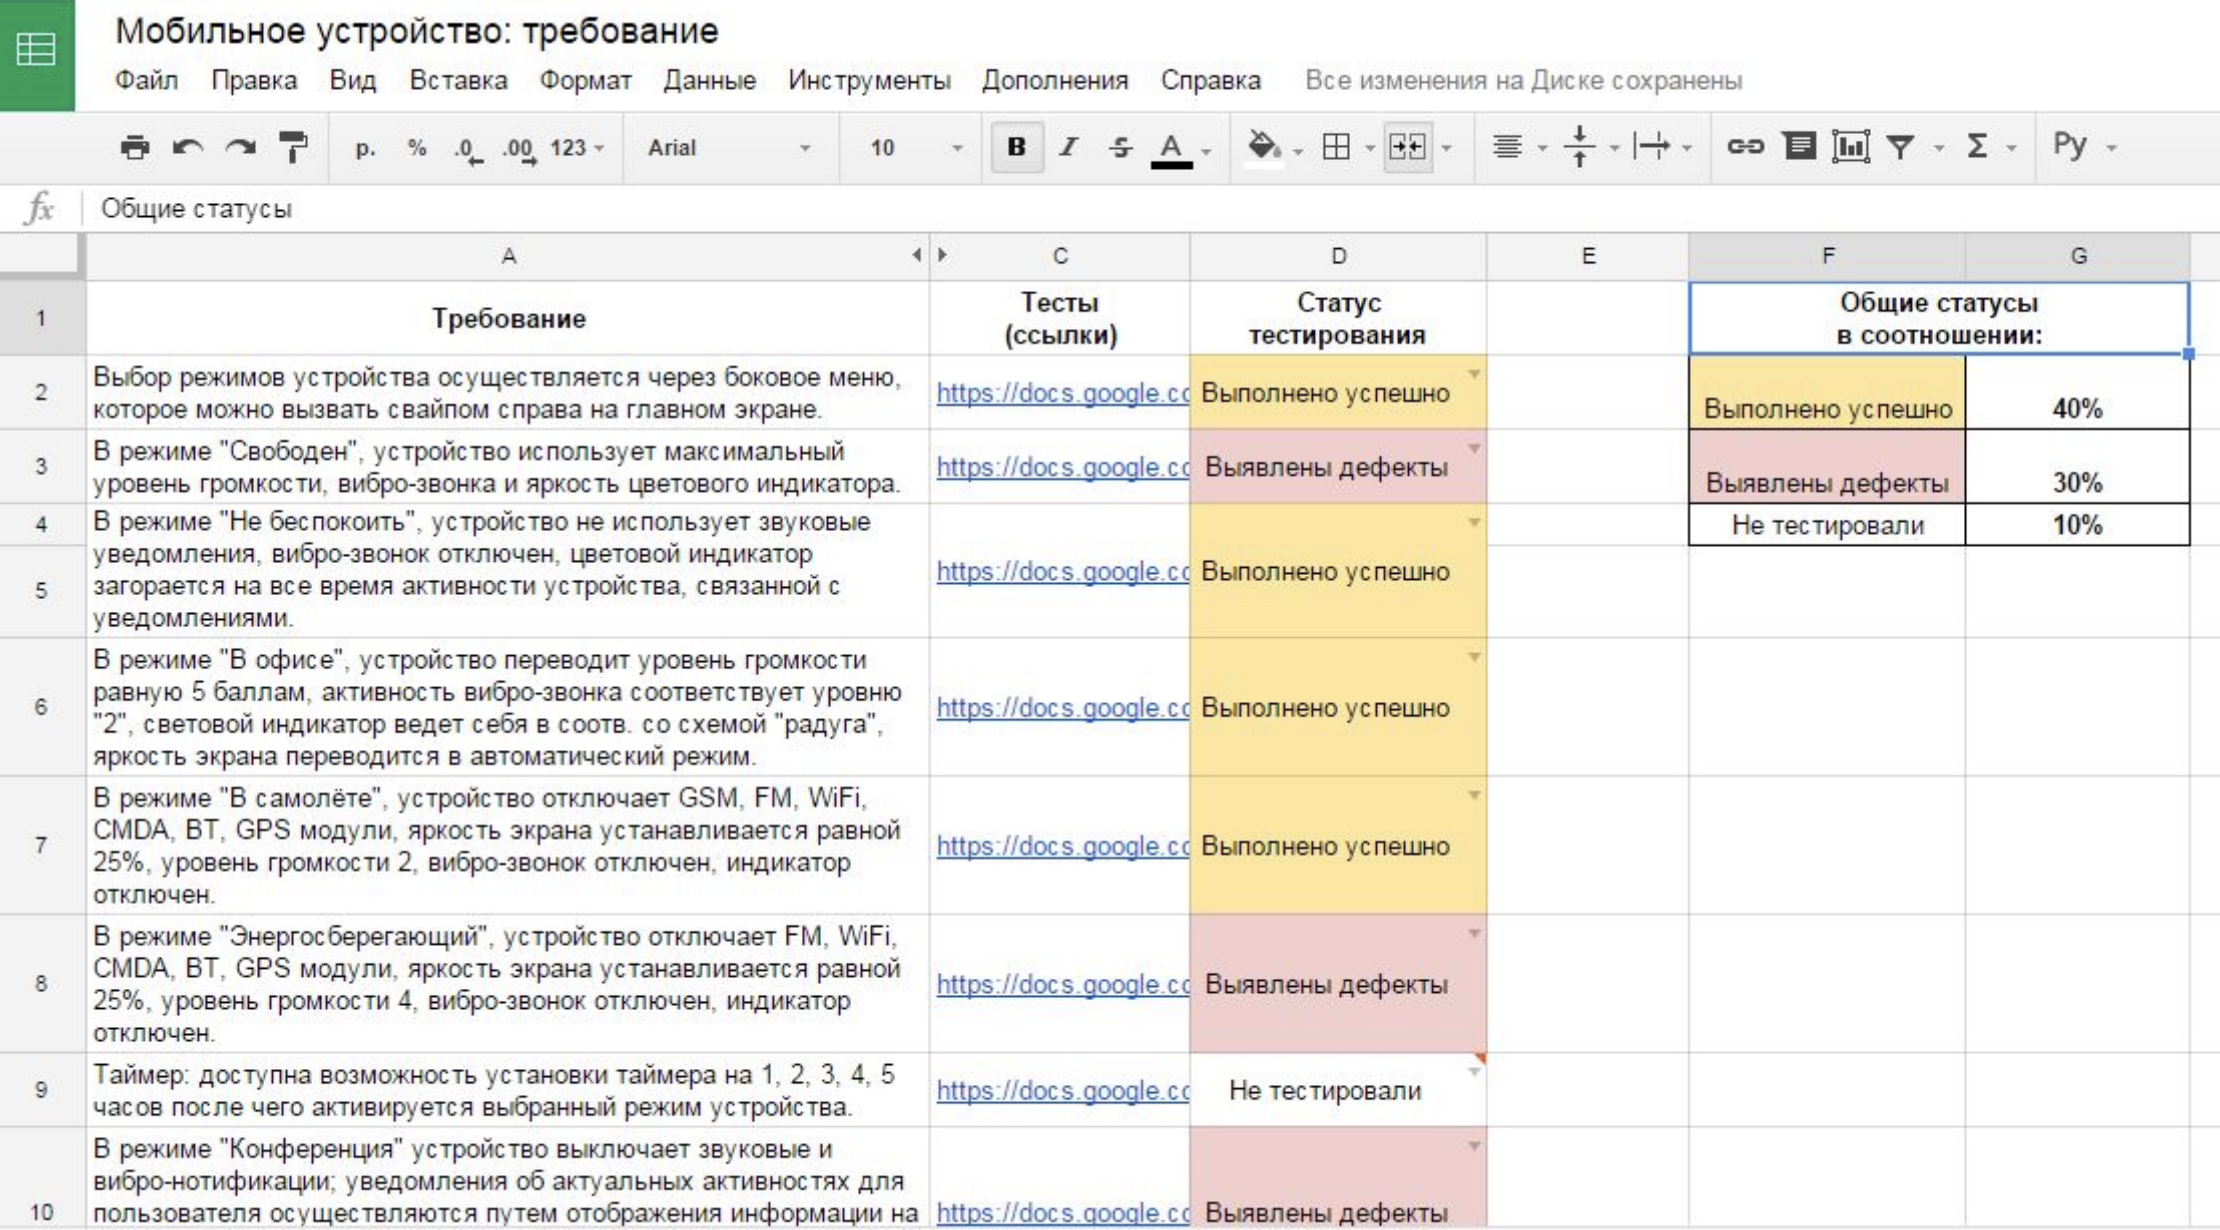 Мобильное устройство: требование
Файл Правка Вид Вставка Формат Данные Инструменты Дополнения Справка Все изменения на Диске сохранены
р. % .0 .00 123 Arial 10 B I S A Σ Ру
fx Общие статусы
A C D E F G
1 Требование Тесты Статус Общие статусы
(ссылки) тестирования в соотношении:
2 Выбор режимов устройства осуществляется через боковое меню,
которое можно вызвать свайпом справа на главном экране.
https://docs.google.cc Выполнено успешно Выполнено успешно 40%
3 В режиме "Свободен", устройство использует максимальный
уровень громкости, вибро-звонка и яркость цветового индикатора.
https://docs.google.cc Выявлены дефекты Выявлены дефекты 30%
4 В режиме "Не беспокоить", устройство не использует звуковые
Не тестировали 10%
уведомления, вибро-звонок отключен, цветовой индикатор
5 загорается на все время активности устройства, связанной с
уведомлениями.
https://docs.google.cc Выполнено успешно
6 В режиме "В офисе", устройство переводит уровень громкости
равную 5 баллам, активность вибро-звонка соответствует уровню
"2", световой индикатор ведет себя в соотв. со схемой "радуга",
яркость экрана переводится в автоматический режим.
https://docs.google.cc Выполнено успешно
7 В режиме "В самолёте", устройство отключает GSM, FM, WiFi,
CMDA, BT, GPS модули, яркость экрана устанавливается равной
25%, уровень громкости 2, вибро-звонок отключен, индикатор
отключен.
https://docs.google.cc Выполнено успешно
8 В режиме "Энергосберегающий", устройство отключает FM, WiFi,
CMDA, BT, GPS модули, яркость экрана устанавливается равной
25%, уровень громкости 4, вибро-звонок отключен, индикатор
отключен.
https://docs.google.cc Выявлены дефекты
9 Таймер: доступна возможность установки таймера на 1, 2, 3, 4, 5
часов после чего активируется выбранный режим устройства.
https://docs.google.cc Не тестировали
10 В режиме "Конференция" устройство выключает звуковые и
вибро-нотификации; уведомления об актуальных активностях для
пользователя осуществляются путем отображения информации на
https://docs.google.cc Выявлены дефекты